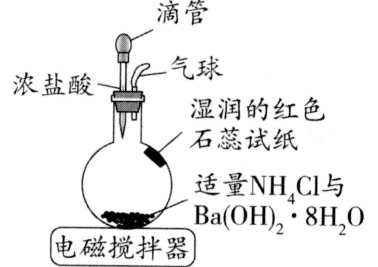 滴管
气球
浓盐酸
湿润的红色
石蕊试纸
适量NH₄Cl与
Ba(OH)₂·8H₂O
电磁搅拌器